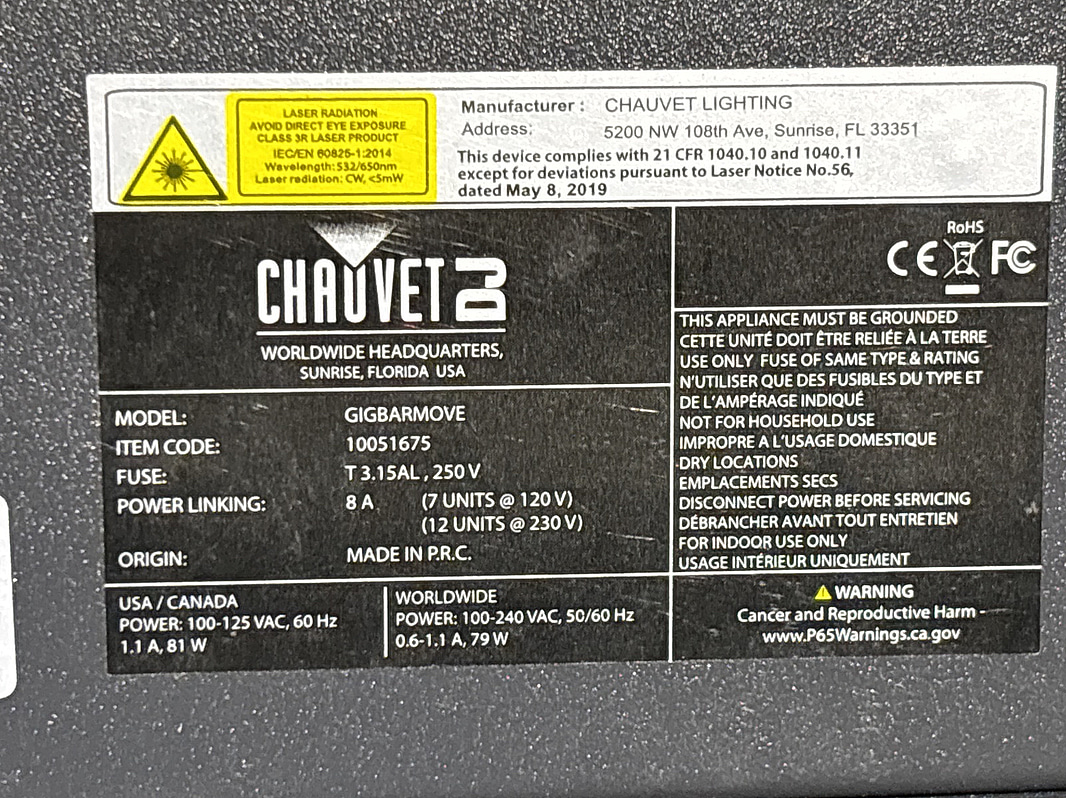 LASER RADIATION
AVOID DIRECT EYE EXPOSURE
CLASS 3R LASER PRODUCT
IEC/EN 60825-1:2014
Wavelength: 532/650nm
Laser radiation: CW, <5mW
Manufacturer : CHAUVET LIGHTING
Address: 5200 NW 108th Ave, Sunrise, FL 33351
This device complies with 21 CFR 1040.10 and 1040.11
except for deviations pursuant to Laser Notice No.56,
dated May 8, 2019
CHAUVET DJ
WORLDWIDE HEADQUARTERS,
SUNRISE, FLORIDA USA
RoHS
CE FC
MODEL: GIGBARMOVE
ITEM CODE: 10051675
FUSE: T 3.15AL , 250 V
POWER LINKING: 8 A (7 UNITS @ 120 V)
(12 UNITS @ 230 V)
ORIGIN: MADE IN P.R.C.
THIS APPLIANCE MUST BE GROUNDED
CETTE UNITÉ DOIT ÊTRE RELIÉE À LA TERRE
USE ONLY FUSE OF SAME TYPE & RATING
N'UTILISER QUE DES FUSIBLES DU TYPE ET
DE L'AMPÉRAGE INDIQUÉ
NOT FOR HOUSEHOLD USE
IMPROPRE A L'USAGE DOMESTIQUE
DRY LOCATIONS
EMPLACEMENTS SECS
DISCONNECT POWER BEFORE SERVICING
DÉBRANCHER AVANT TOUT ENTRETIEN
FOR INDOOR USE ONLY
USAGE INTÉRIEUR UNIQUEMENT
USA / CANADA
POWER: 100-125 VAC, 60 Hz
1.1 A, 81 W
WORLDWIDE
POWER: 100-240 VAC, 50/60 Hz
0.6-1.1 A, 79 W
WARNING
Cancer and Reproductive Harm -
www.P65Warnings.ca.gov